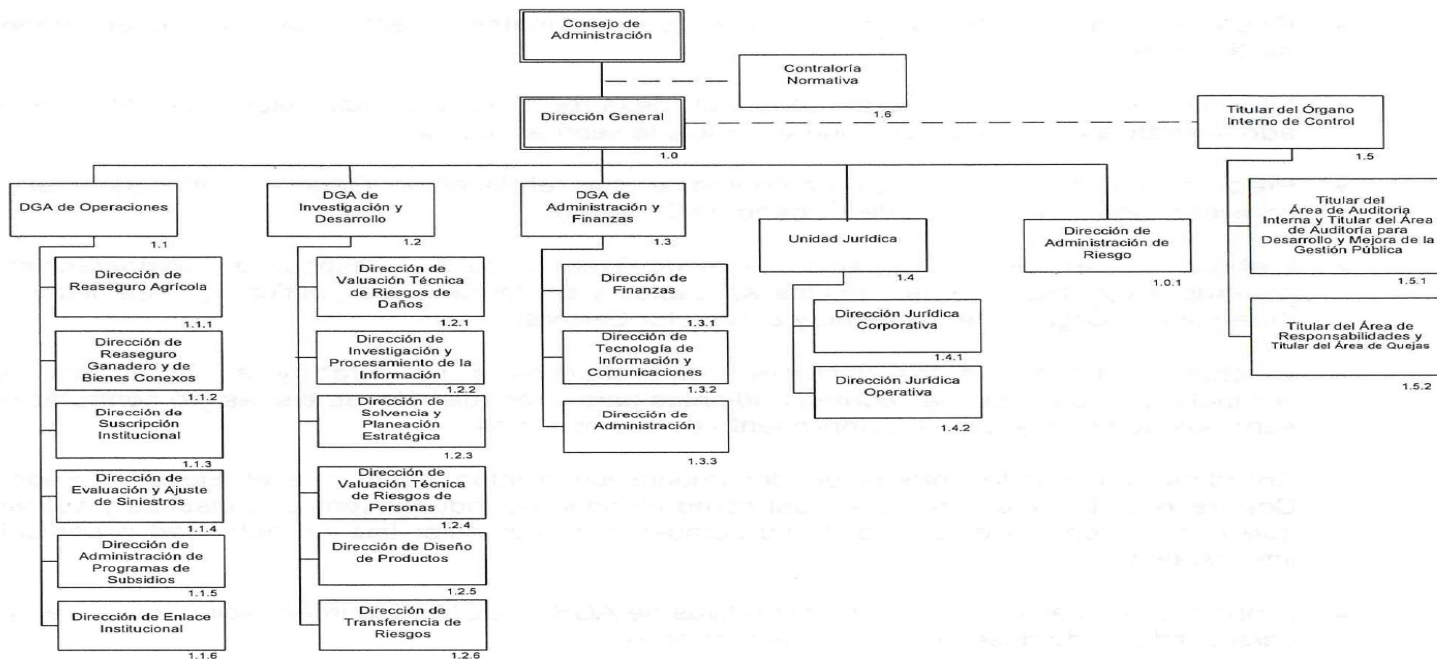 Consejo de
Administración
Contraloría
Normativa
1.6
Dirección General
1.0
Titular del Órgano
Interno de Control
1.5
DGA de Operaciones
1.1
Dirección de
Reaseguro Agrícola
1.1.1
Dirección de
Reaseguro
Ganadero y de
Bienes Conexos
1.1.2
Dirección de
Suscripción
Institucional
1.1.3
Dirección de
Evaluación y Ajuste
de Siniestros
1.1.4
Dirección de
Administración de
Programas de
Subsidios
1.1.5
Dirección de Enlace
Institucional
1.1.6
DGA de
Investigación y
Desarrollo
1.2
Dirección de
Valuación Técnica
de Riesgos de
Daños
1.2.1
Dirección de
Investigación y
Procesamiento de la
Información
1.2.2
Dirección de
Solvencia y
Planeación
Estratégica
1.2.3
Dirección de
Valuación Técnica
de Riesgos de
Personas
1.2.4
Dirección de Diseño
de Productos
1.2.5
Dirección de
Transferencia de
Riesgos
1.2.6
DGA de
Administración y
Finanzas
1.3
Dirección de
Finanzas
1.3.1
Dirección de
Tecnología de
Información y
Comunicaciones
1.3.2
Dirección de
Administración
1.3.3
Unidad Jurídica
1.4
Dirección Jurídica
Corporativa
1.4.1
Dirección Jurídica
Operativa
1.4.2
Dirección de
Administración de
Riesgo
1.0.1
Titular del
Área de Auditoria
Interna y Titular del Área
de Auditoría para
Desarrollo y Mejora de la
Gestión Pública
1.5.1
Titular del Área de
Responsabilidades y
Titular del Área de Quejas
1.5.2